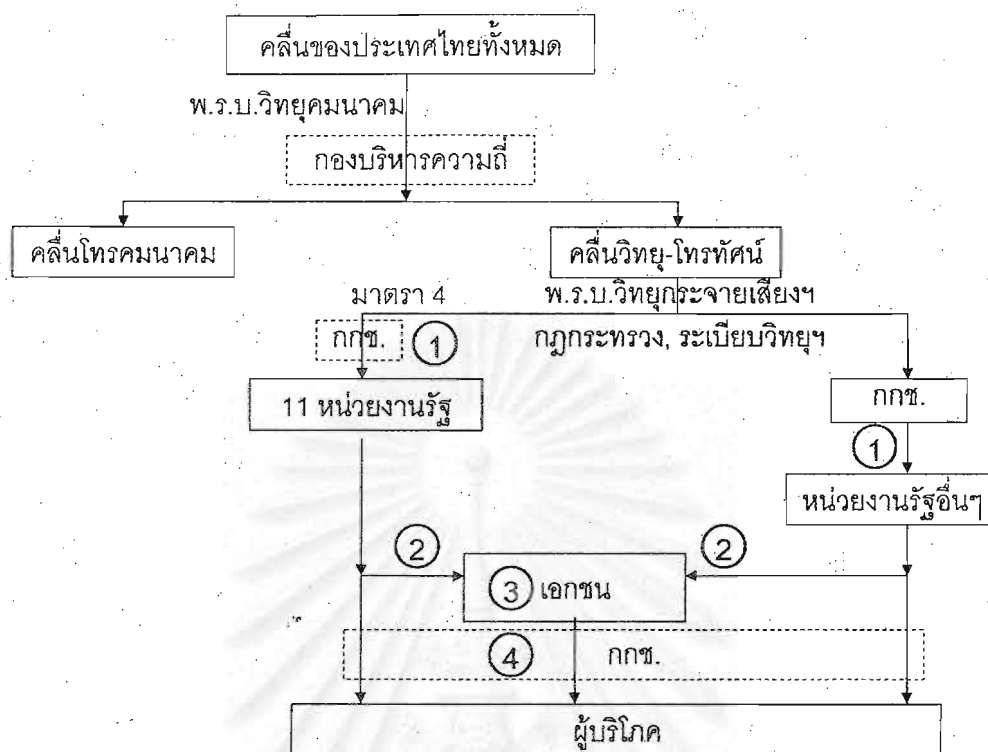 คลื่นของประเทศไทยทั้งหมด
พ.ร.บ.วิทยุคมนาคม
กองบริหารความถี่
คลื่นโทรคมนาคม
คลื่นวิทยุ-โทรทัศน์
มาตรา 4
พ.ร.บ.วิทยุกระจายเสียงฯ
กกช.
1
กฎกระทรวง, ระเบียบวิทยุฯ
11 หน่วยงานรัฐ
กกช.
1
หน่วยงานรัฐอื่นๆ
2
2
3 เอกชน
4 กกช.
ผู้บริโภค